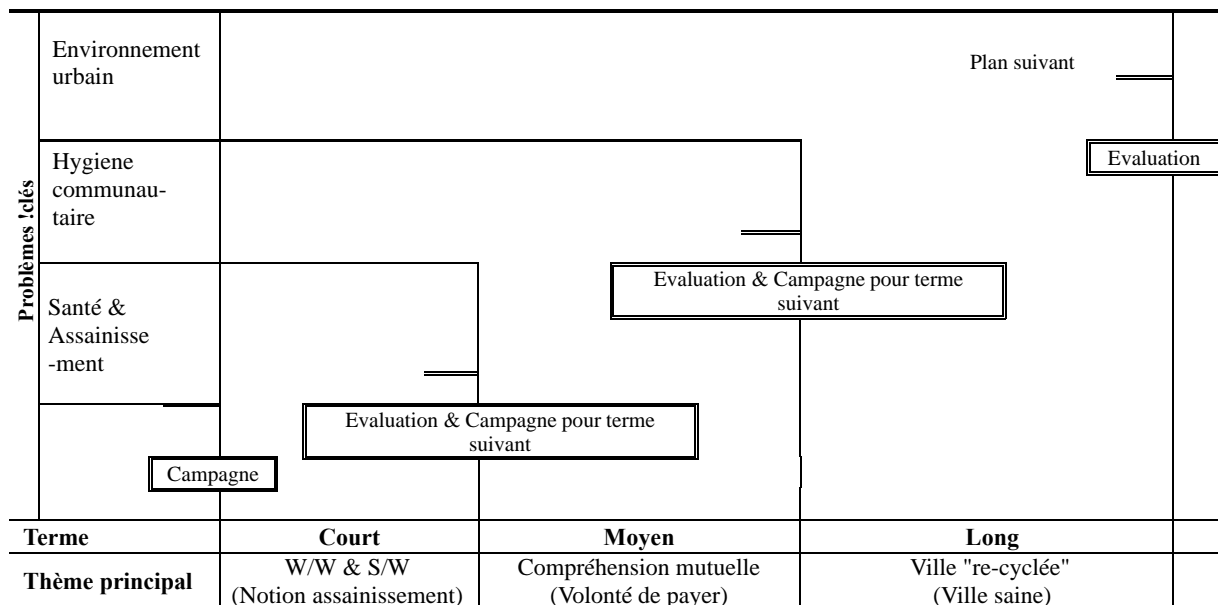 Problèmes !clés
Environnement
urbain
Plan suivant
Evaluation
Hygiene
communau-
taire
Evaluation & Campagne pour terme
suivant
Santé &
Assainisse
-ment
Evaluation & Campagne pour terme
suivant
Campagne
Terme Court Moyen Long
Thème principal
W/W & S/W
(Notion assainissement)
Compréhension mutuelle
(Volonté de payer)
Ville "re-cyclée"
(Ville saine)